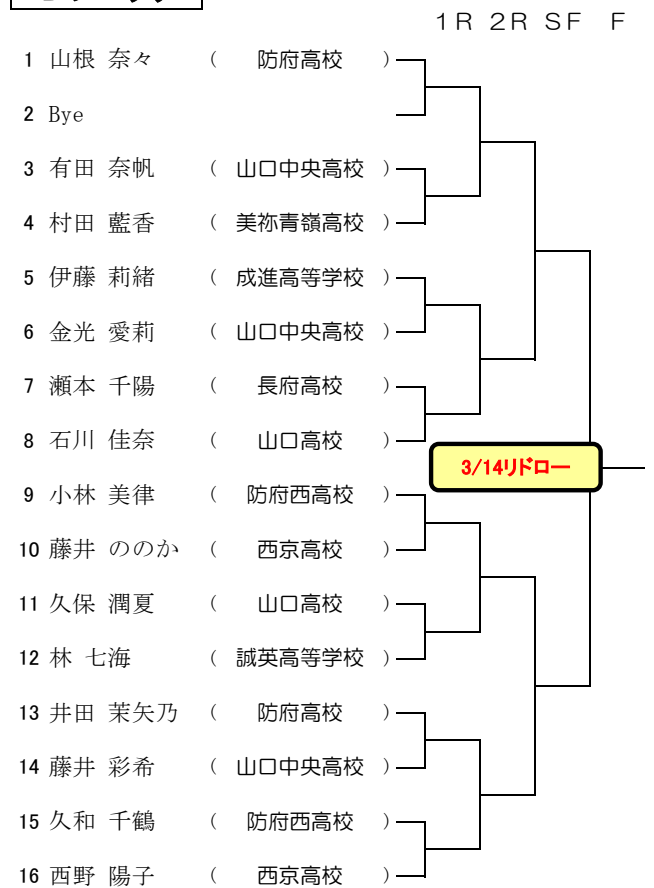 1R 2R SF F
1 山根 奈々 ( 防府高校 )
2 Bye
3 有田 奈帆 ( 山口中央高校 )
4 村田 藍香 ( 美祢青嶺高校 )
5 伊藤 莉緒 ( 成進高等学校 )
6 金光 愛莉 ( 山口中央高校 )
7 瀬本 千陽 ( 長府高校 )
8 石川 佳奈 ( 山口高校 )
3/14リドロー
9 小林 美律 ( 防府西高校 )
10 藤井 ののか ( 西京高校 )
11 久保 潤夏 ( 山口高校 )
12 林 七海 ( 誠英高等学校 )
13 井田 茉矢乃 ( 防府高校 )
14 藤井 彩希 ( 山口中央高校 )
15 久和 千鶴 ( 防府西高校 )
16 西野 陽子 ( 西京高校 )